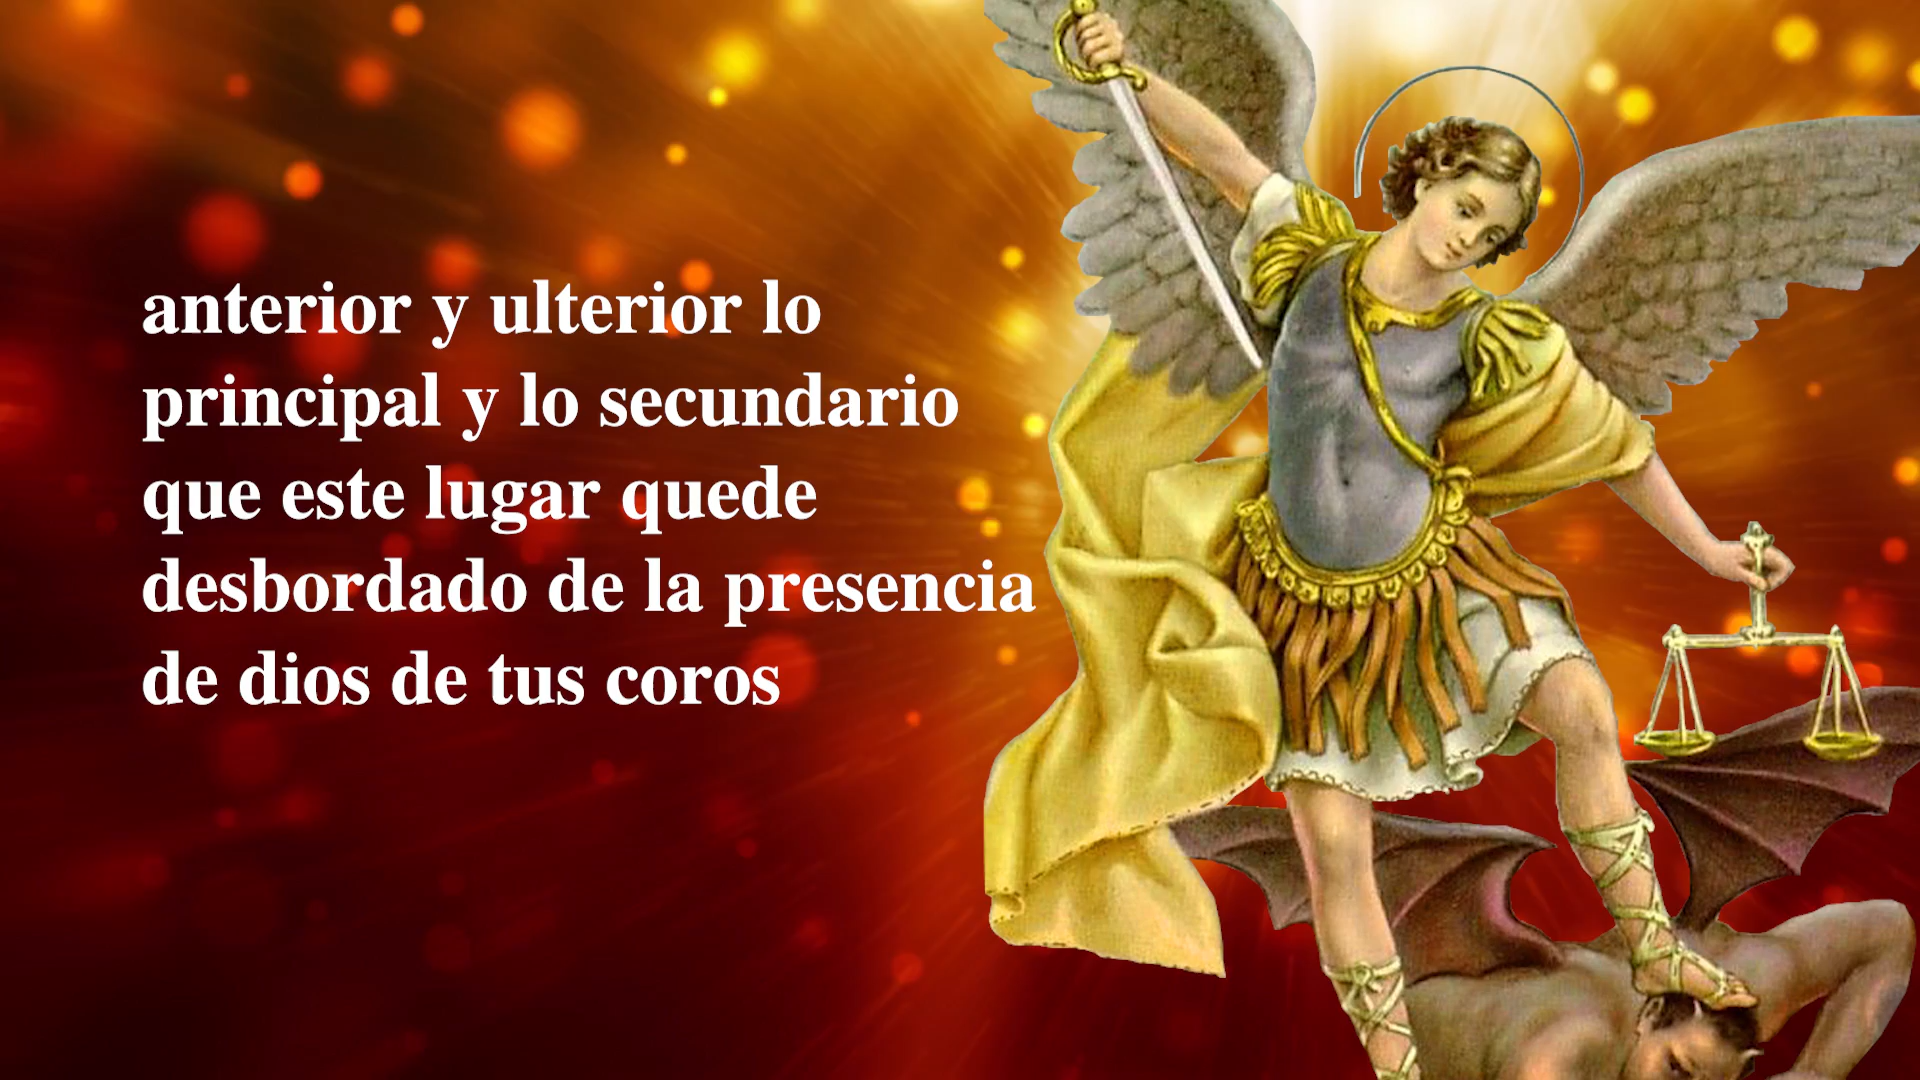 anterior y ulterior lo
principal y lo secundario
que este lugar quede
desbordado de la presencia
de dios de tus coros